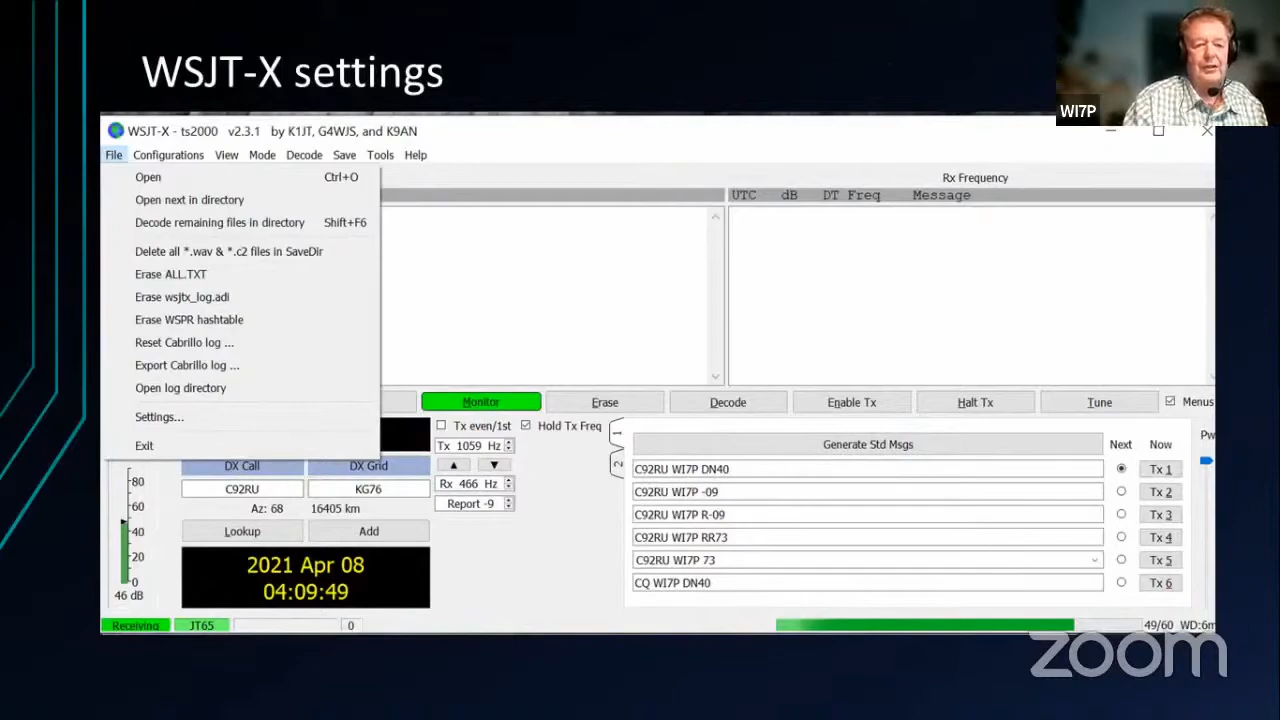 WSJT-X settings
WI7P
WSJT-X - ts2000 v2.3.1 by K1JT, G4WJS, and K9AN
File Configurations View Mode Decode Save Tools Help
Open Ctrl+O
Open next in directory
Decode remaining files in directory Shift+F6
Delete all *.wav & *.c2 files in SaveDir
Erase ALL.TXT
Erase wsjtx_log.adi
Erase WSPR hashtable
Reset Cabrillo log ...
Export Cabrillo log ...
Open log directory
Settings...
Exit
Rx Frequency
UTC dB DT Freq Message
Monitor Erase Decode Enable Tx Halt Tx Tune Menus
Tx even/1st Hold Tx Freq
Tx 1059 Hz
Rx 466 Hz
Report -9
DX Call DX Grid
C92RU KG76
Az: 68 16405 km
Lookup Add
2021 Apr 08
04:09:49
80
60
40
20
0
46 dB
1
2
Generate Std Msgs Next Now Pw
C92RU WI7P DN40 Tx 1
C92RU WI7P -09 Tx 2
C92RU WI7P R-09 Tx 3
C92RU WI7P RR73 Tx 4
C92RU WI7P 73 Tx 5
CQ WI7P DN40 Tx 6
Receiving JT65 0 49/60 WD:6m
zoom